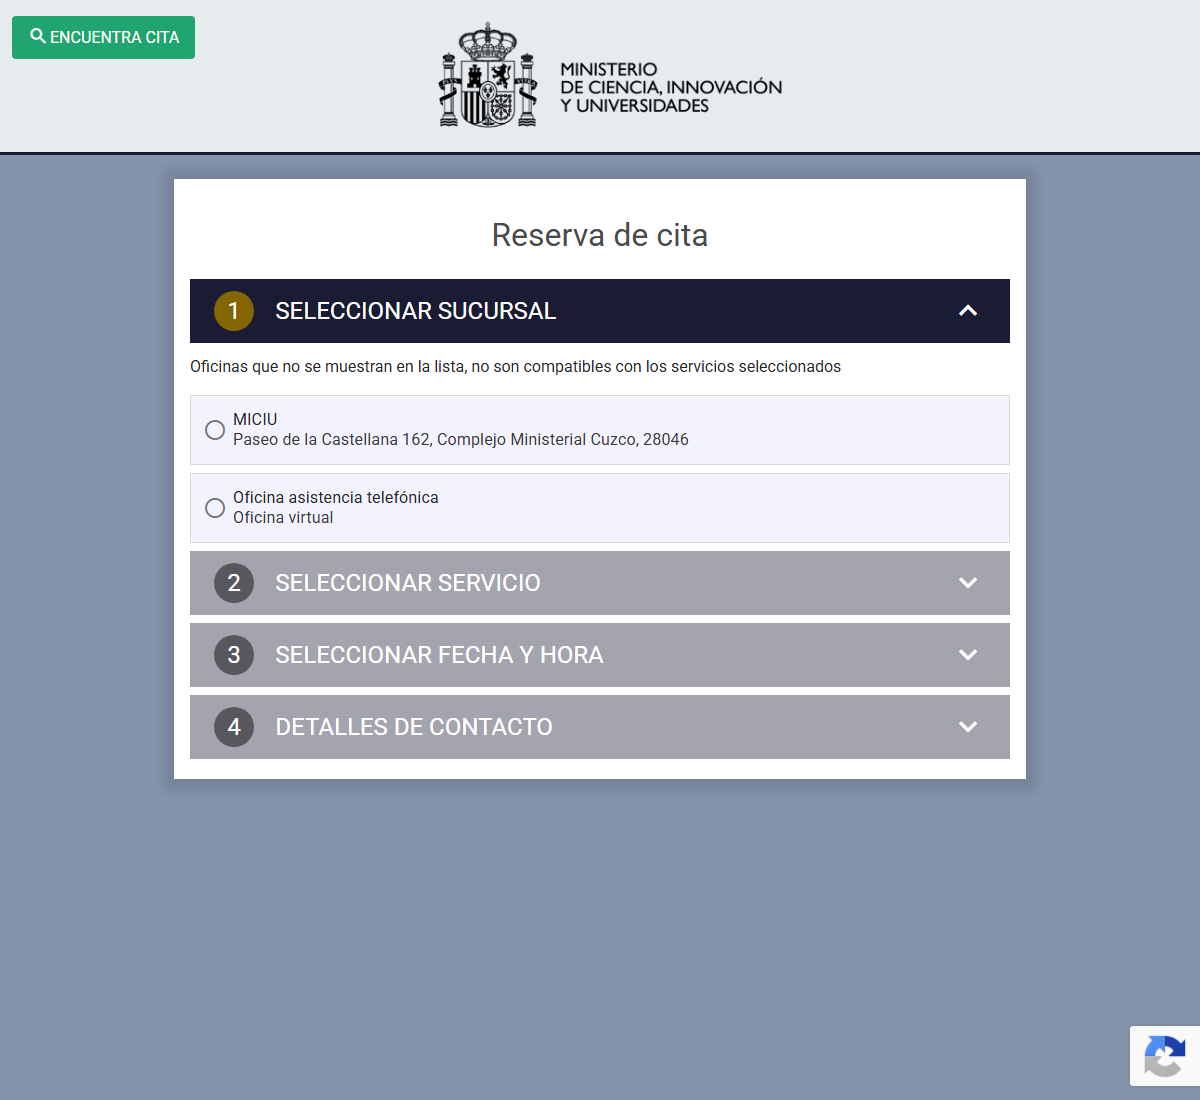 ENCUENTRA CITA
MINISTERIO
DE CIENCIA, INNOVACIÓN
Y UNIVERSIDADES
Reserva de cita
1 SELECCIONAR SUCURSAL
Oficinas que no se muestran en la lista, no son compatibles con los servicios seleccionados
MICIU
Paseo de la Castellana 162, Complejo Ministerial Cuzco, 28046
Oficina asistencia telefónica
Oficina virtual
2 SELECCIONAR SERVICIO
3 SELECCIONAR FECHA Y HORA
4 DETALLES DE CONTACTO